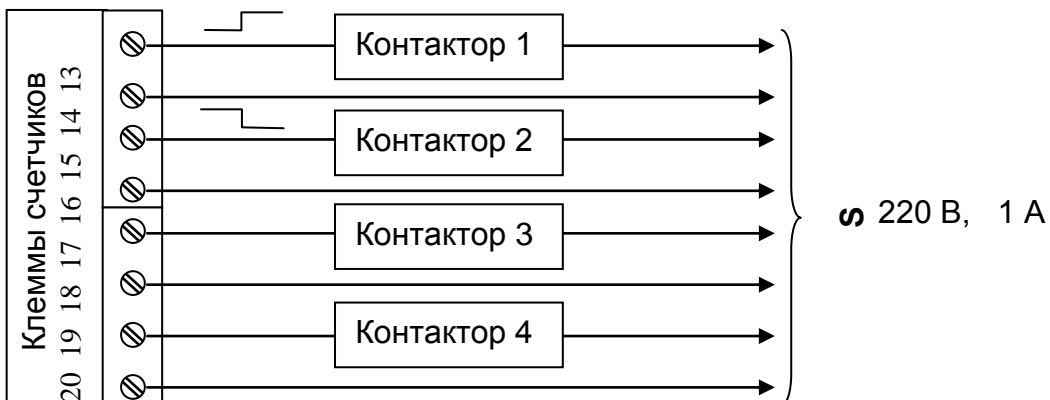 Клеммы счетчиков
13
14
15
16
17
18
19
20
Контактор 1
Контактор 2
Контактор 3
Контактор 4
220 В, 1 А